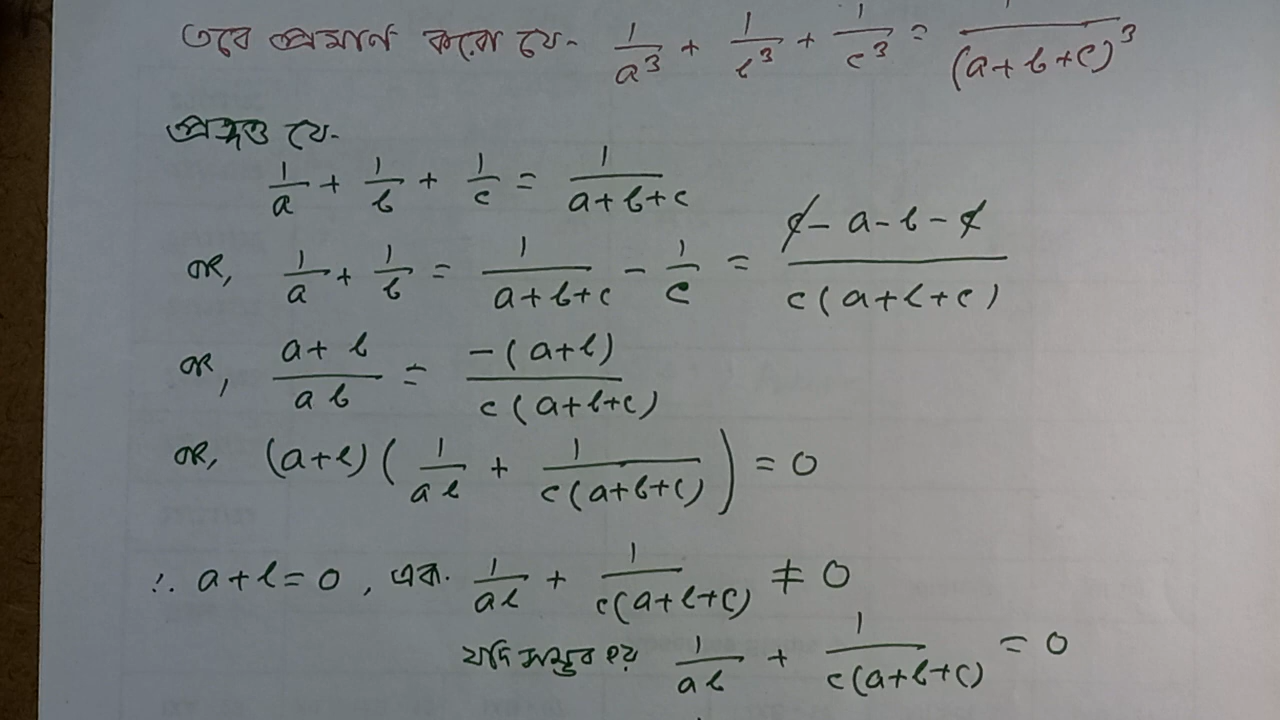 তবে প্রমাণ করো যে- 1/a³ + 1/b³ + 1/c³ = 1/(a+b+c)³
প্রদত্ত যে-
1/a + 1/b + 1/c = 1/(a+b+c)
OR, 1/a + 1/b = 1/(a+b+c) - 1/c = (c - a - b - c)/(c(a+b+c))
OR, (a+b)/(ab) = -(a+b)/(c(a+b+c))
OR, (a+b)(1/(ab) + 1/(c(a+b+c))) = 0
∴ a+b=0, এবং 1/(ab) + 1/(c(a+b+c)) ≠ 0
যদি সম্ভব হয় 1/(ab) + 1/(c(a+b+c)) = 0